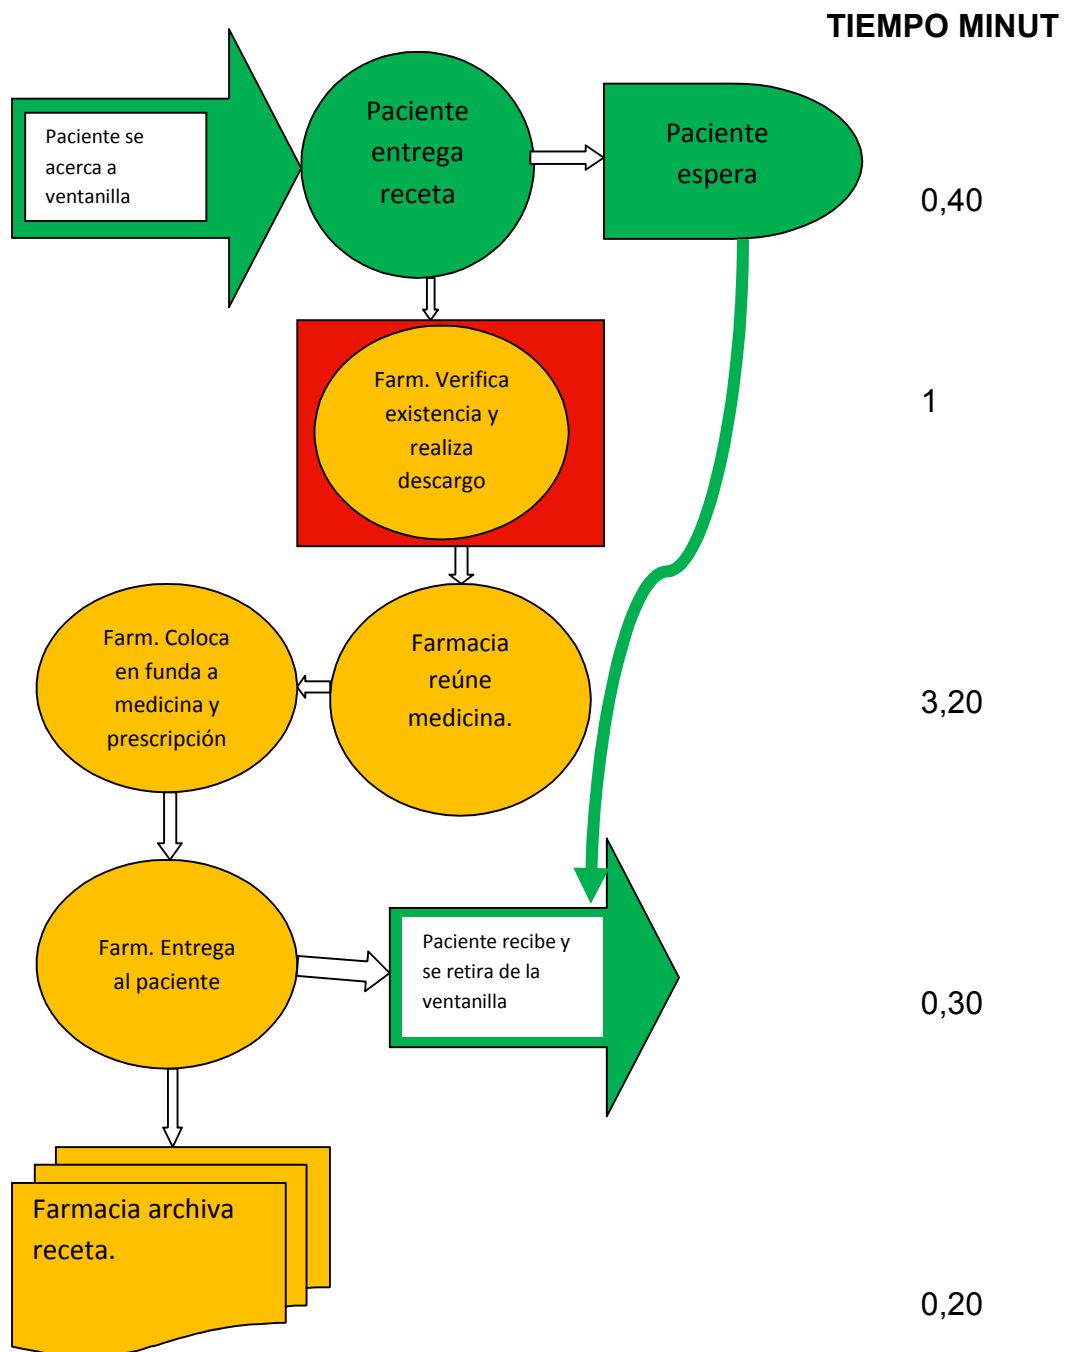 TIEMPO MINUT
Paciente se
acerca a
ventanilla
Paciente
entrega
receta
Paciente
espera
0,40
Farm. Verifica
existencia y
realiza
descargo
1
Farm. Coloca
en funda a
medicina y
prescripción
Farmacia
reúne
medicina.
3,20
Farm. Entrega
al paciente
Paciente recibe y
se retira de la
ventanilla
0,30
Farmacia archiva
receta.
0,20